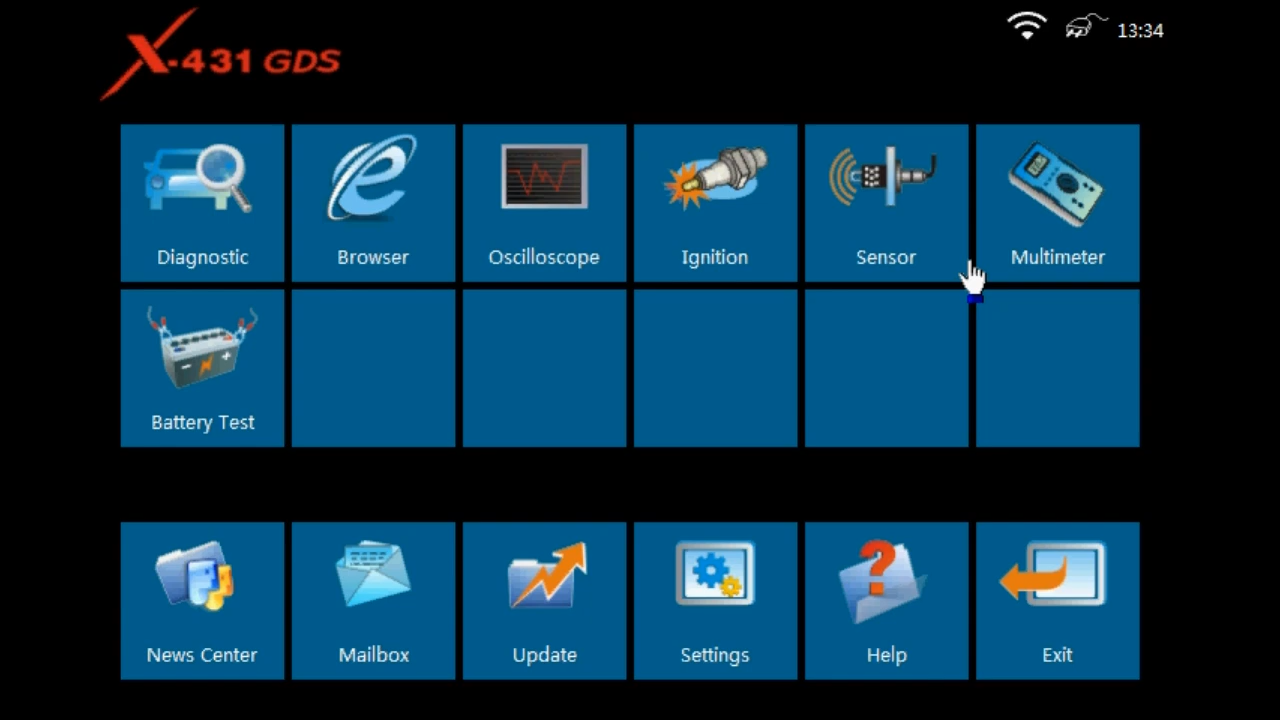 X-431 GDS
13:34
Diagnostic
Browser
Oscilloscope
Ignition
Sensor
Multimeter
Battery Test
News Center
Mailbox
Update
Settings
Help
Exit